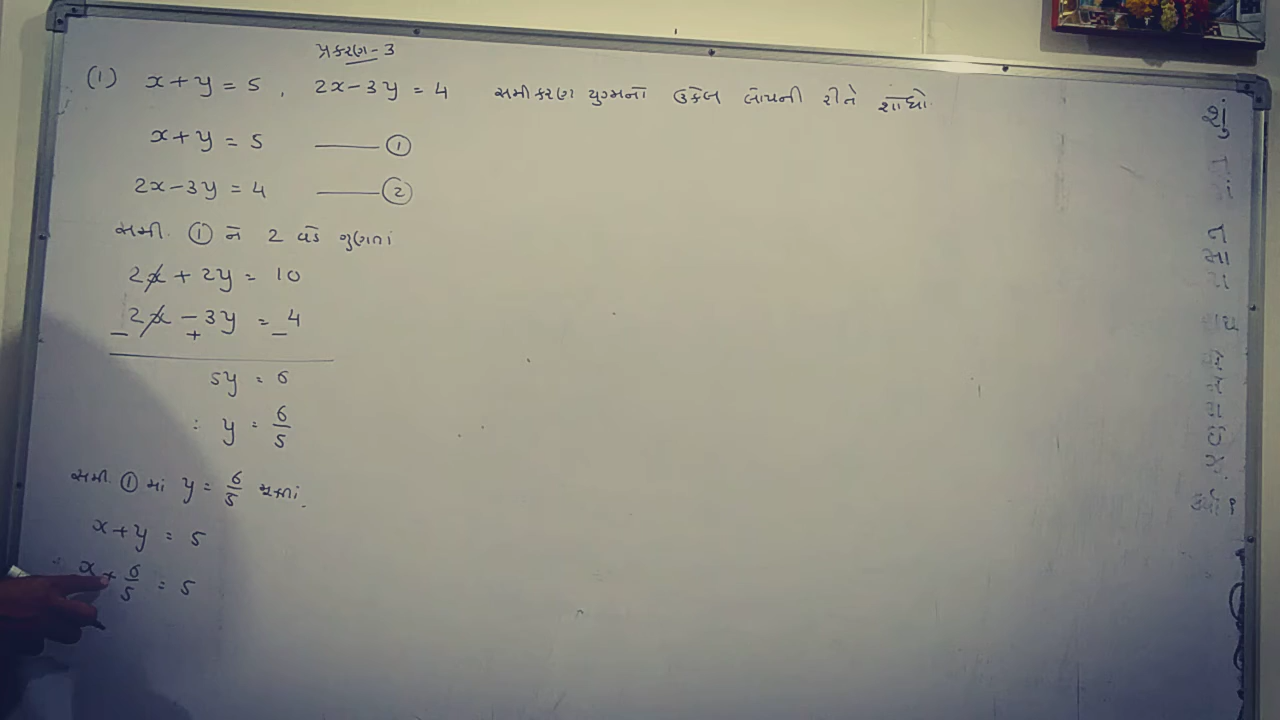 પ્રકરણ-૩
(1) x+y=5, 2x-3y=4 સમીકરણ યુગ્મનો ઉકેલ લોપની રીતે શોધો.
x+y=5 ——— ①
2x-3y=4 ——— ②
સમી. ① ને 2 વડે ગુણતાં
2x + 2y = 10
2x - 3y = 4
− + −
5y = 6
∴ y = 6/5
સમી. ① માં y = 6/5 મૂકતાં.
x+y = 5
∴ x + 6/5 = 5